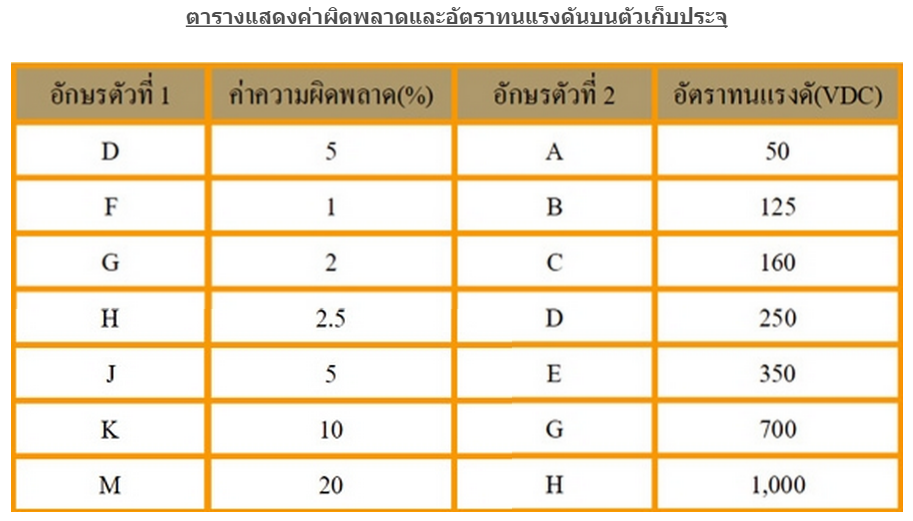 ตารางแสดงค่าผิดพลาดและอัตราทนแรงดันบนตัวเก็บประจุ
อักษรตัวที่ 1 ค่าความผิดพลาด(%) อักษรตัวที่ 2 อัตราทนแรงดั(VDC)
D 5 A 50
F 1 B 125
G 2 C 160
H 2.5 D 250
J 5 E 350
K 10 G 700
M 20 H 1,000